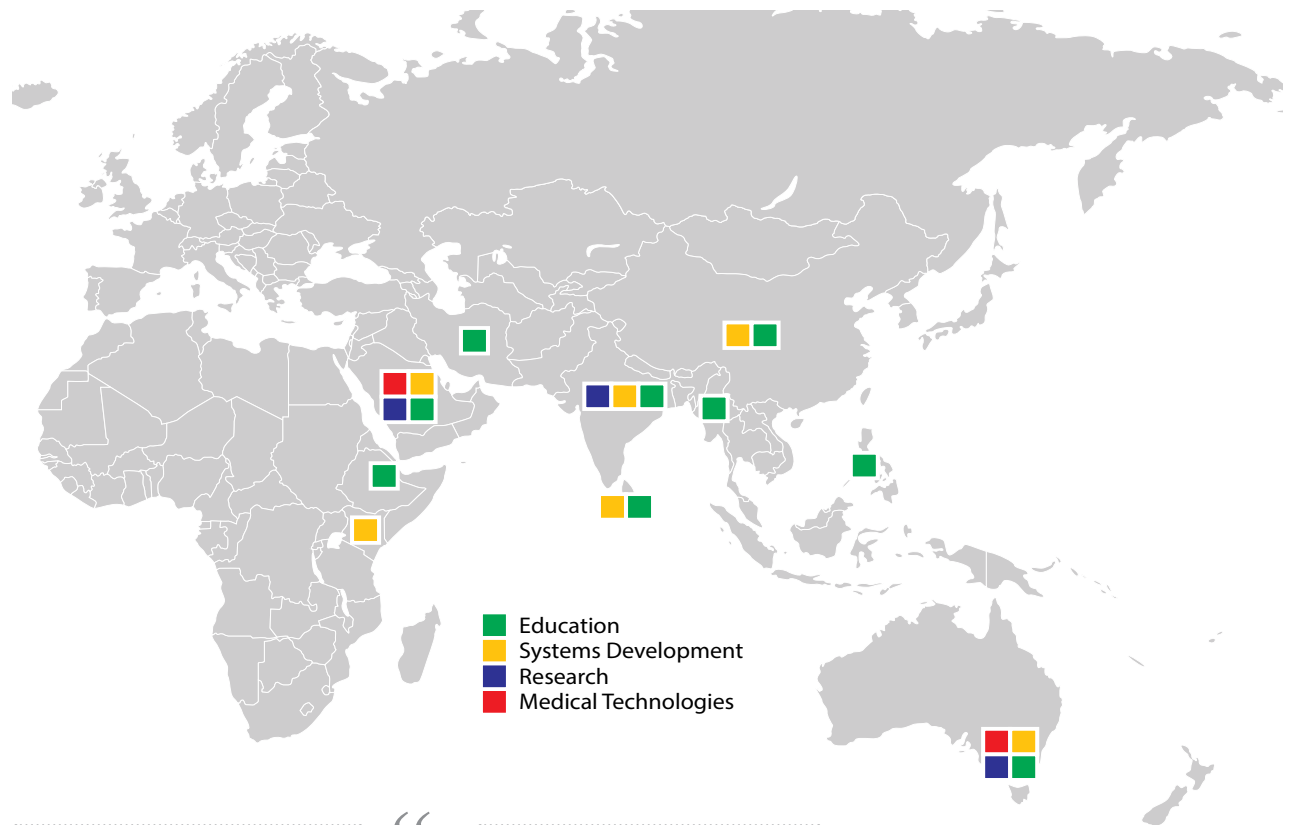 Education
Systems Development
Research
Medical Technologies
“